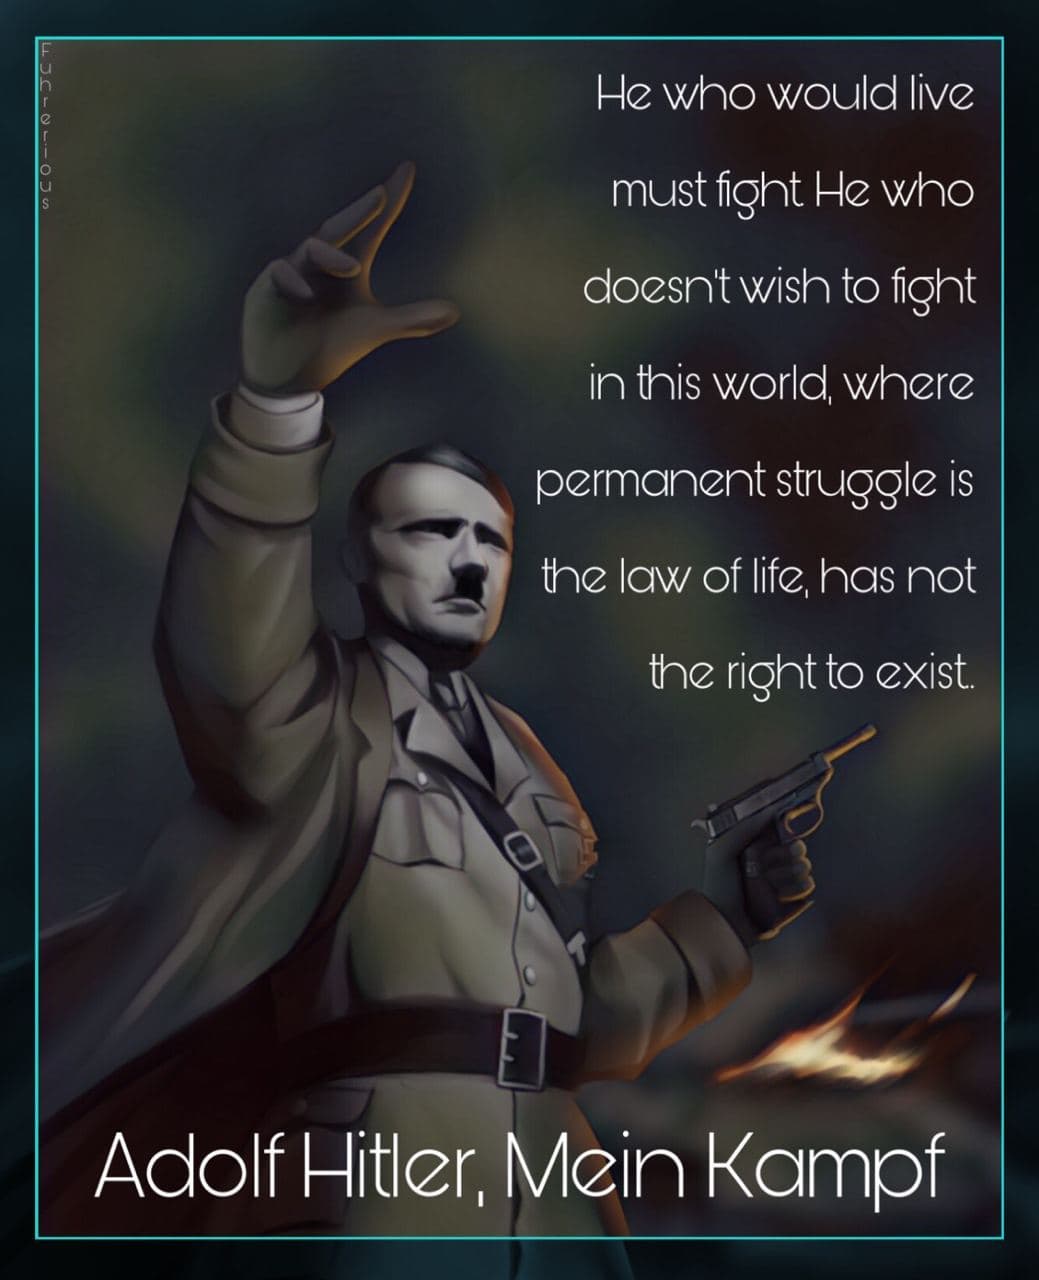 Fuhrerious
He who would live
must fight He who
doesn't wish to fight
in this world, where
permanent struggle is
the law of life, has not
the right to exist.
Adolf Hitler, Mein Kampf